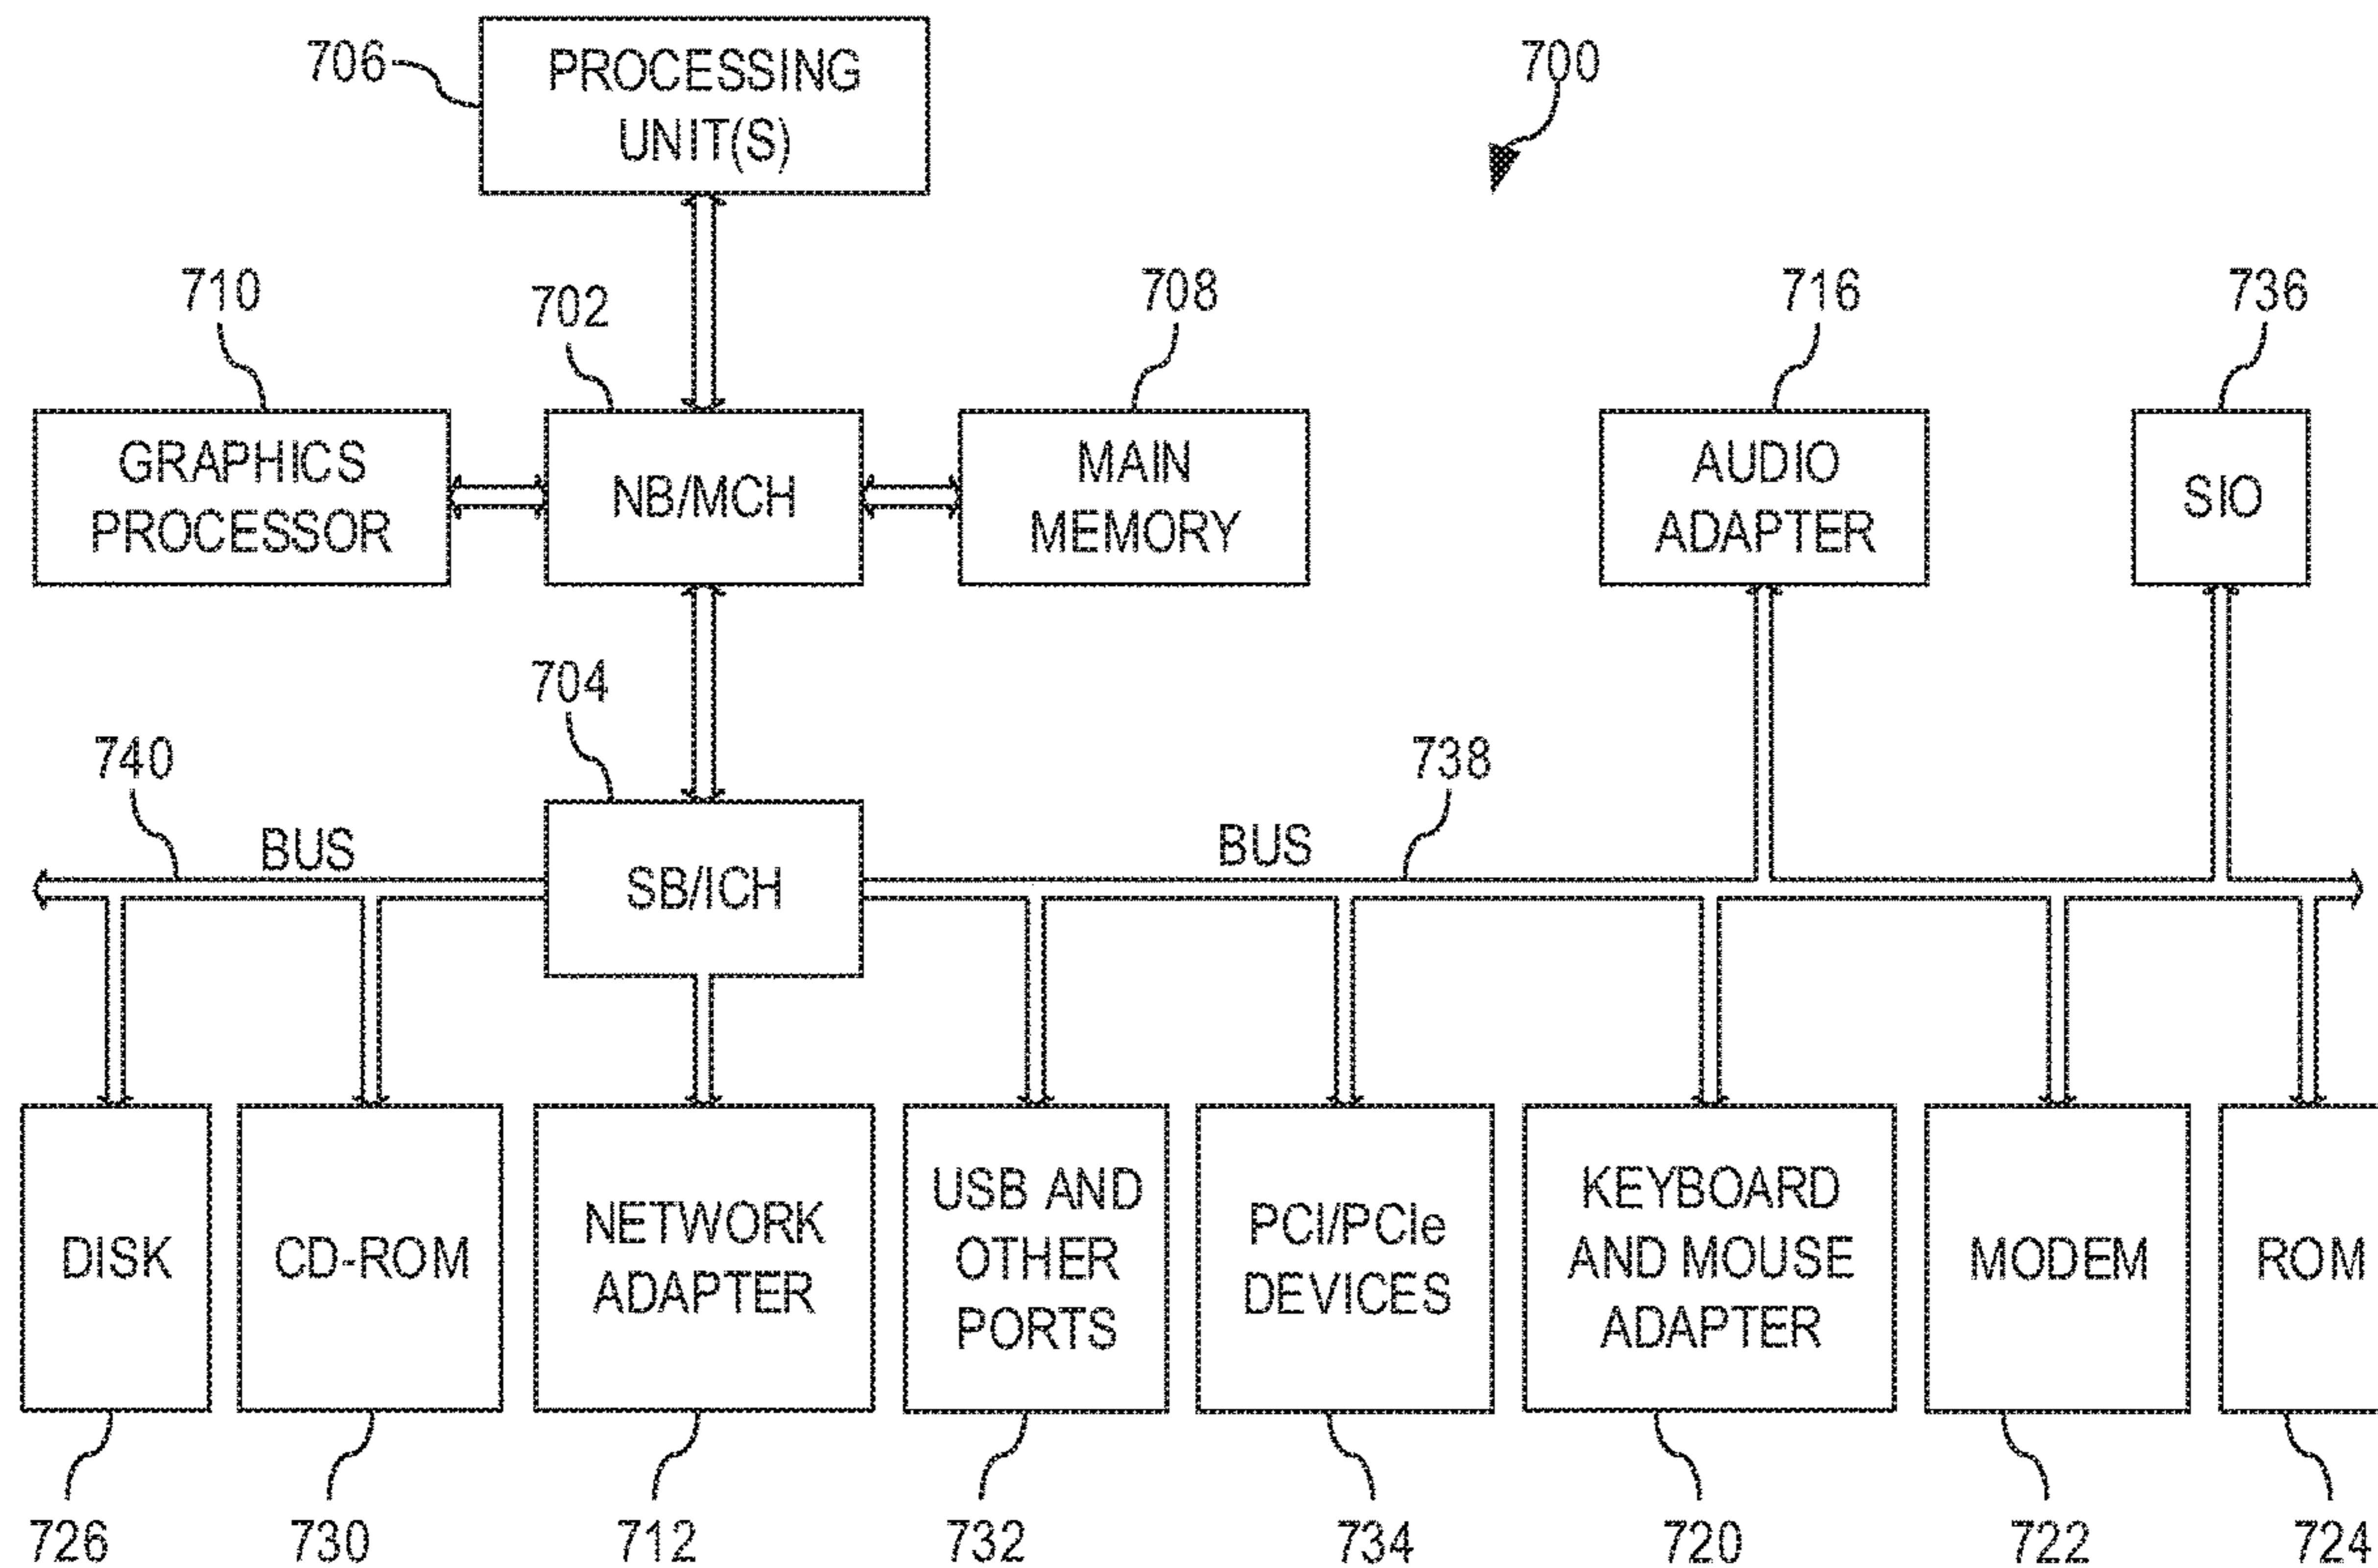 706
PROCESSING
UNIT(S)
700
710
702
708
716
736
GRAPHICS
PROCESSOR
NB/MCH
MAIN
MEMORY
AUDIO
ADAPTER
SIO
704
740
738
BUS
SB/ICH
BUS
DISK
CD-ROM
NETWORK
ADAPTER
USB AND
OTHER
PORTS
PCI/PCIe
DEVICES
KEYBOARD
AND MOUSE
ADAPTER
MODEM
ROM
726
730
712
732
734
720
722
724